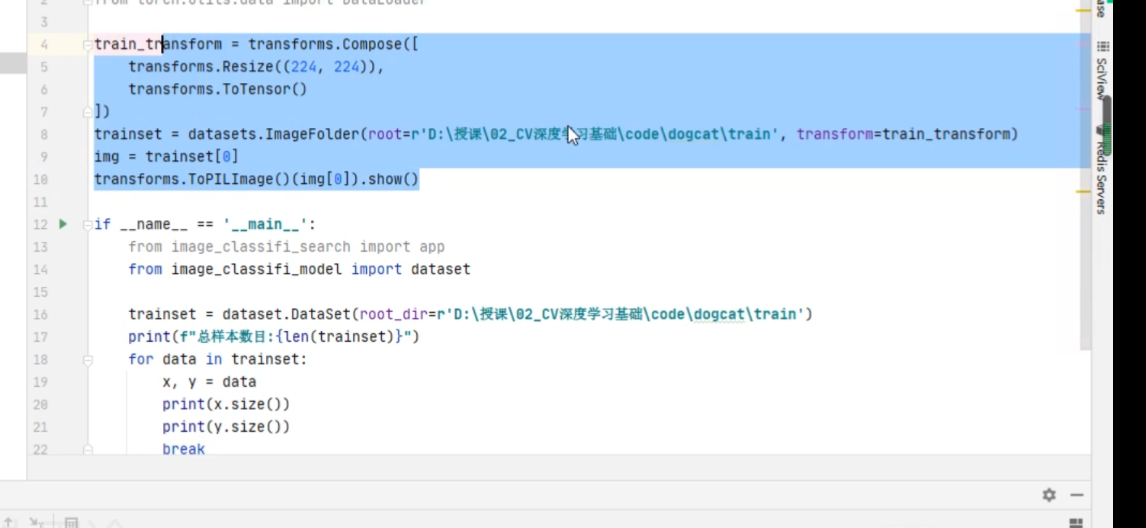 2 from torch.utils.data import DataLoader
3
4 train_transform = transforms.Compose([
5 transforms.Resize((224, 224)),
6 transforms.ToTensor()
7 ])
8 trainset = datasets.ImageFolder(root=r'D:\授课\02_CV深度学习基础\code\dogcat\train', transform=train_transform)
9 img = trainset[0]
10 transforms.ToPILImage()(img[0]).show()
11
12 if __name__ == '__main__':
13 from image_classifi_search import app
14 from image_classifi_model import dataset
15
16 trainset = dataset.DataSet(root_dir=r'D:\授课\02_CV深度学习基础\code\dogcat\train')
17 print(f"总样本数目:{len(trainset)}")
18 for data in trainset:
19 x, y = data
20 print(x.size())
21 print(y.size())
22 break
SciView
Redis Servers